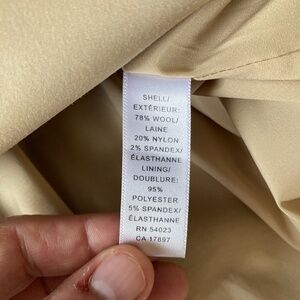 SHELL/
EXTÉRIEUR:
78% WOOL/
LAINE
20% NYLON
2% SPANDEX/
ÉLASTHANNE
LINING/
DOUBLURE:
95%
POLYESTER
5% SPANDEX/
ÉLASTHANNE
RN 54023
CA 17897